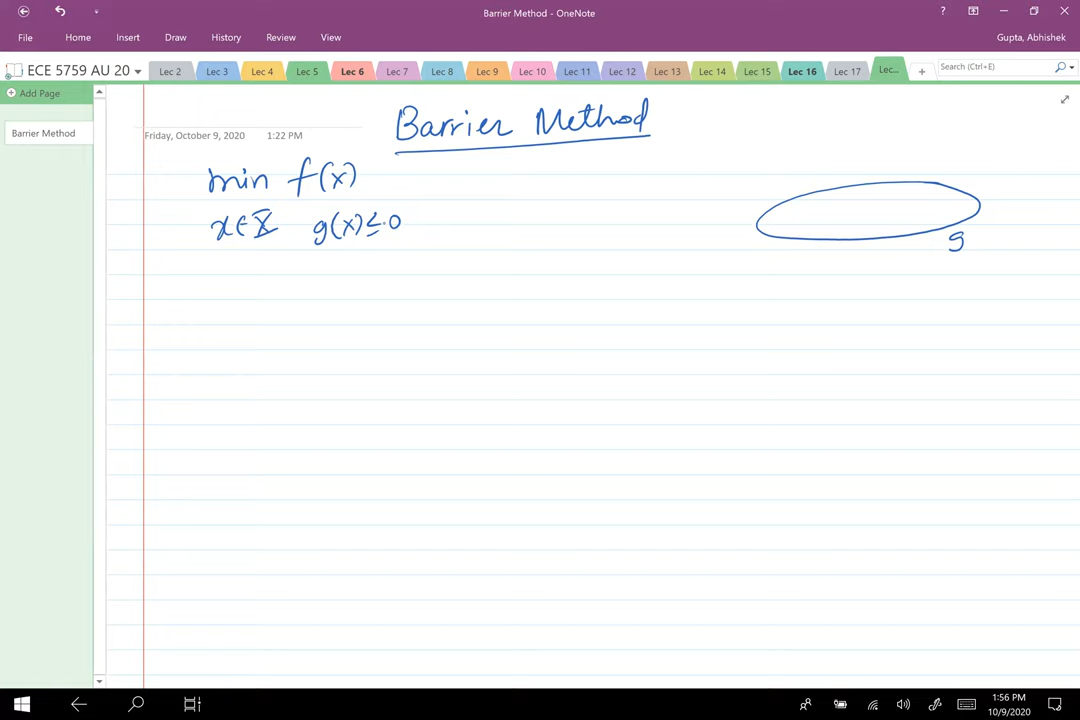 Barrier Method - OneNote
?
Gupta, Abhishek
File Home Insert Draw History Review View
ECE 5759 AU 20
Lec 2 Lec 3 Lec 4 Lec 5 Lec 6 Lec 7 Lec 8 Lec 9 Lec 10 Lec 11 Lec 12 Lec 13 Lec 14 Lec 15 Lec 16 Lec 17 Lec... +
Search (Ctrl+E)
Add Page
Barrier Method
Barrier Method
Friday, October 9, 2020 1:22 PM
min f(x)
x∈X g(x)≤0
g
1:56 PM
10/9/2020